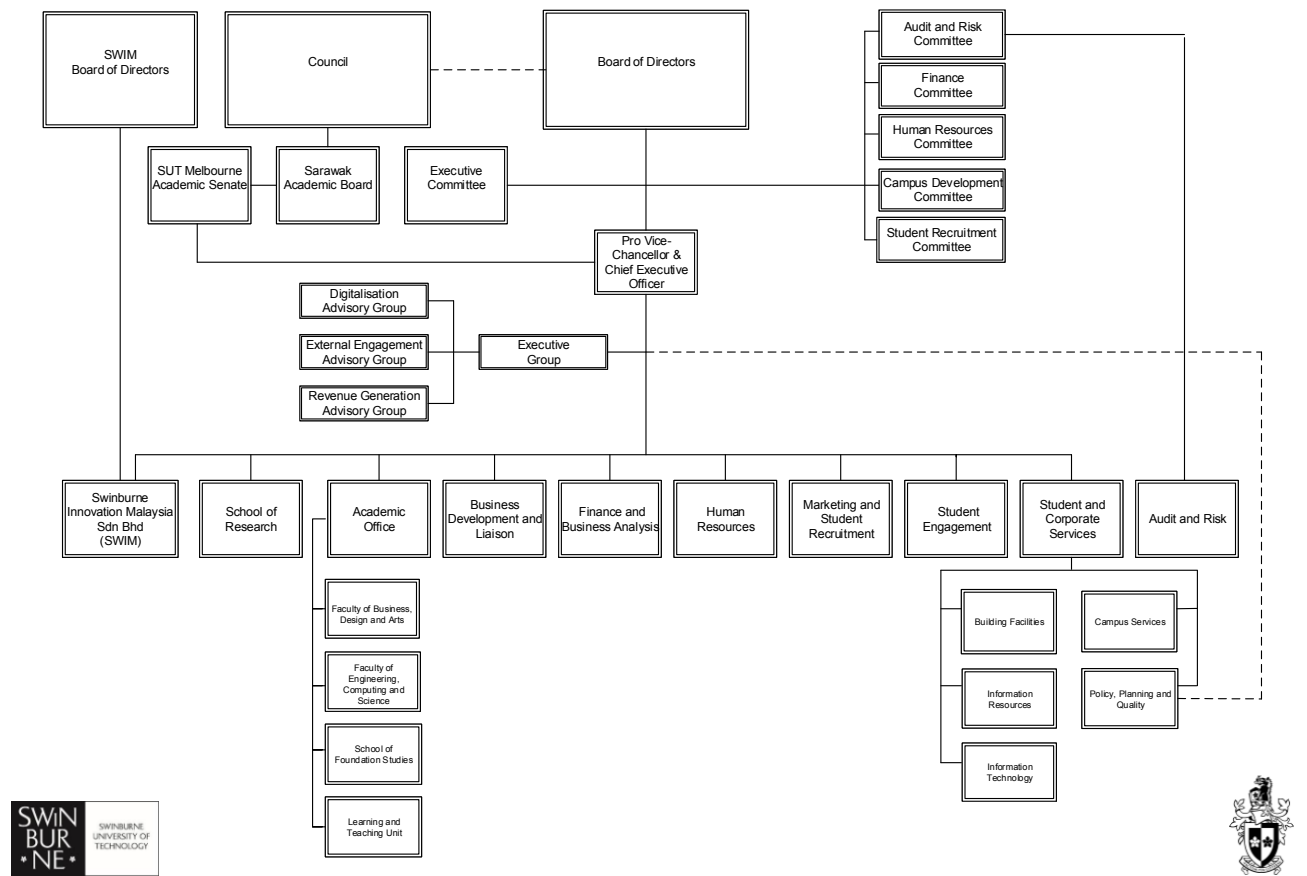 SWIM
Board of Directors
Council
Board of Directors
Audit and Risk
Committee
Finance
Committee
Human Resources
Committee
Campus Development
Committee
Student Recruitment
Committee
SUT Melbourne
Academic Senate
Sarawak
Academic Board
Executive
Committee
Pro Vice-
Chancellor &
Chief Executive
Officer
Digitalisation
Advisory Group
External Engagement
Advisory Group
Revenue Generation
Advisory Group
Executive
Group
Swinburne
Innovation Malaysia
Sdn Bhd
(SWIM)
School of
Research
Academic
Office
Business
Development and
Liaison
Finance and
Business Analysis
Human
Resources
Marketing and
Student
Recruitment
Student
Engagement
Student and
Corporate
Services
Audit and Risk
Faculty of Business,
Design and Arts
Faculty of
Engineering,
Computing and
Science
School of
Foundation Studies
Learning and
Teaching Unit
Building Facilities
Campus Services
Information
Resources
Policy, Planning and
Quality
Information
Technology
SWIN
BUR
* NE *
SWINBURNE
UNIVERSITY OF
TECHNOLOGY